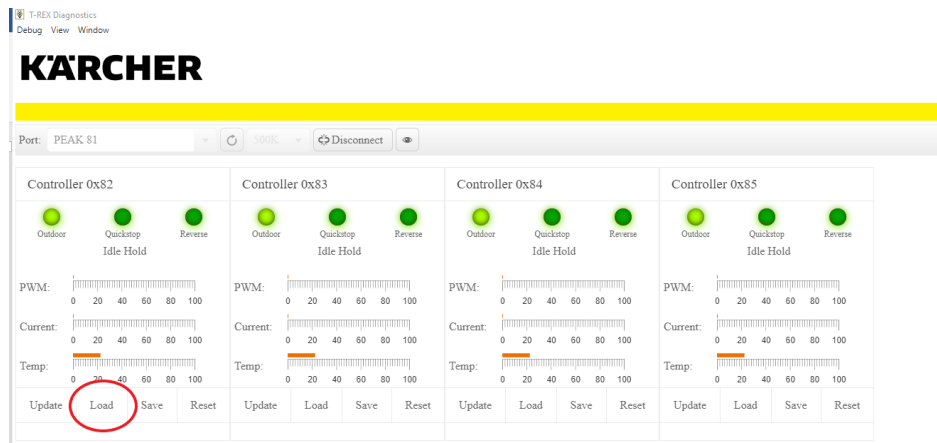 T-REX Diagnostics
Debug View Window
KÄRCHER
Port: PEAK 81 500K Disconnect
Controller 0x82 Controller 0x83 Controller 0x84 Controller 0x85
Outdoor Quickstop Reverse Outdoor Quickstop Reverse Outdoor Quickstop Reverse Outdoor Quickstop Reverse
Idle Hold Idle Hold Idle Hold Idle Hold
PWM: PWM: PWM: PWM:
0 20 40 60 80 100 0 20 40 60 80 100 0 20 40 60 80 100 0 20 40 60 80 100
Current: Current: Current: Current:
0 20 40 60 80 100 0 20 40 60 80 100 0 20 40 60 80 100 0 20 40 60 80 100
Temp: Temp: Temp: Temp:
0 20 40 60 80 100 0 20 40 60 80 100 0 20 40 60 80 100 0 20 40 60 80 100
Update Load Save Reset Update Load Save Reset Update Load Save Reset Update Load Save Reset